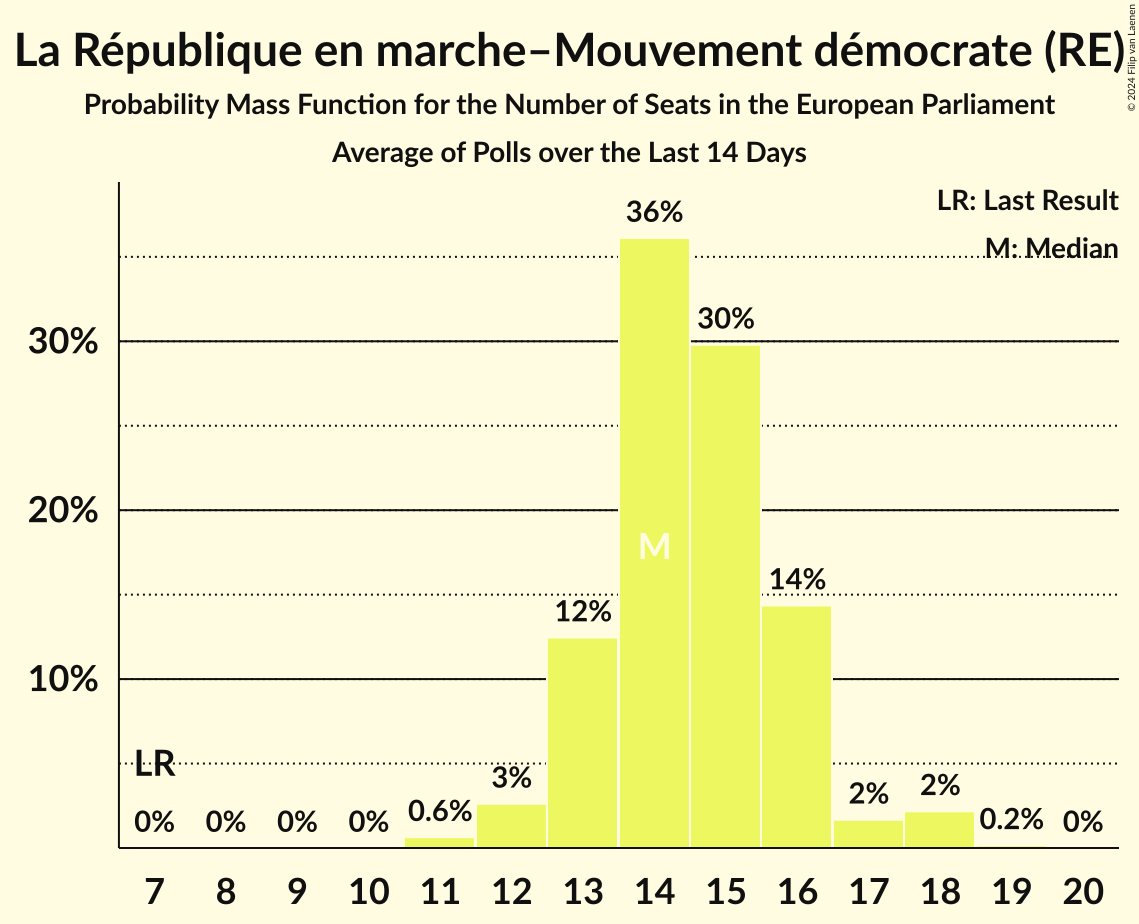 La République en marche–Mouvement démocrate (RE)
© 2024 Filip van Laenen
Probability Mass Function for the Number of Seats in the European Parliament
Average of Polls over the Last 14 Days
LR: Last Result
M: Median
36%
30%
30%
20%
M
14%
12%
10%
LR
3%
2%
2%
0% 0% 0% 0% 0.6% 0.2% 0%
7 8 9 10 11 12 13 14 15 16 17 18 19 20